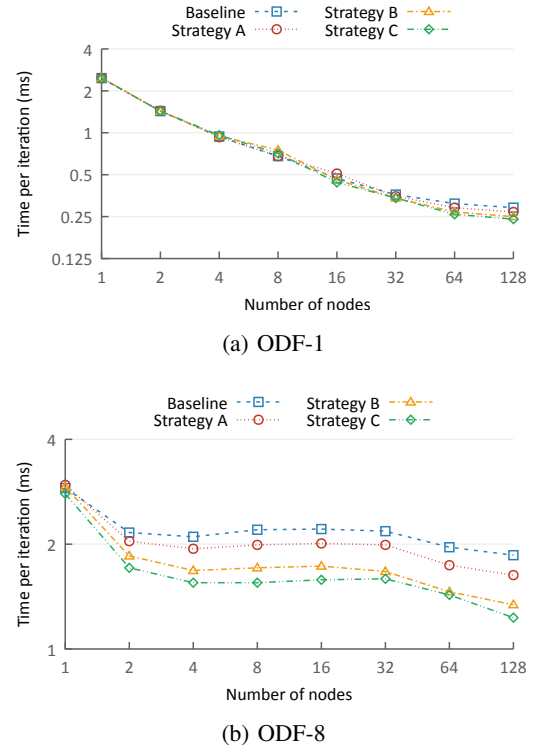 Baseline
Strategy A
Strategy B
Strategy C
Time per iteration (ms)
4
2
1
0.5
0.25
0.125
1 2 4 8 16 32 64 128
Number of nodes
(a) ODF-1
Baseline
Strategy A
Strategy B
Strategy C
Time per iteration (ms)
4
2
1
1 2 4 8 16 32 64 128
Number of nodes
(b) ODF-8